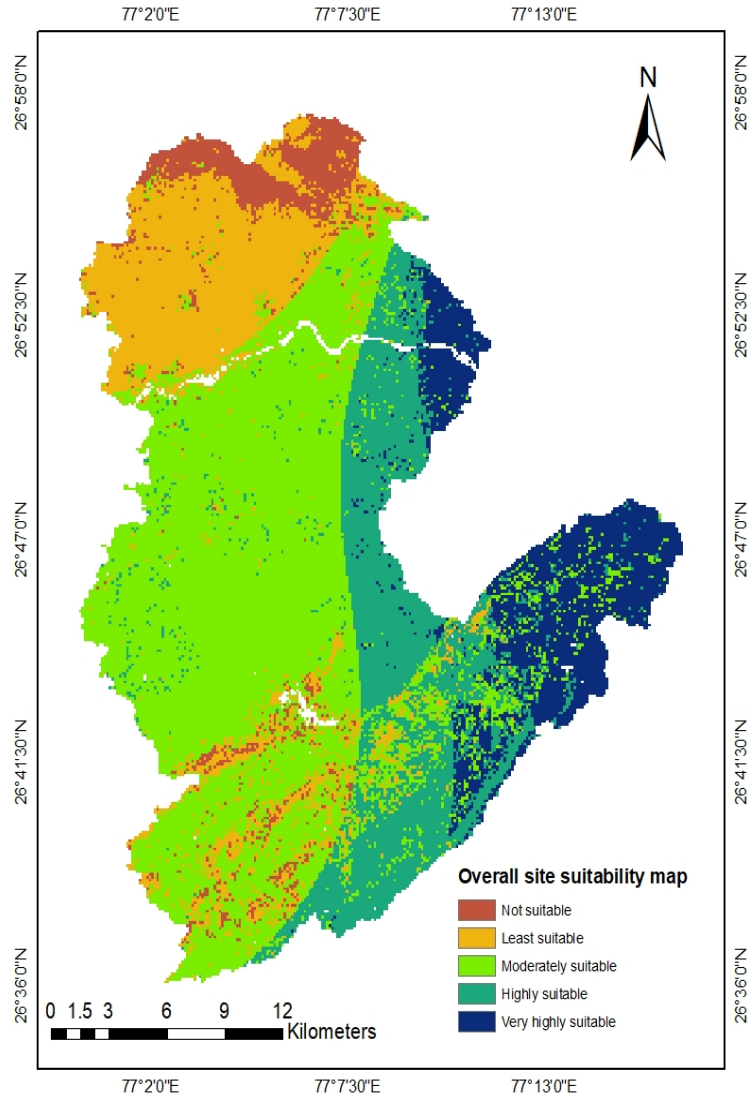 77°2'0"E 77°7'30"E 77°13'0"E
26°58'0"N 26°58'0"N
N
26°52'30"N 26°52'30"N
26°47'0"N 26°47'0"N
26°41'30"N 26°41'30"N
Overall site suitability map
Not suitable
Least suitable
Moderately suitable
Highly suitable
Very highly suitable
26°36'0"N 26°36'0"N
0 1.5 3 6 9 12
Kilometers
77°2'0"E 77°7'30"E 77°13'0"E